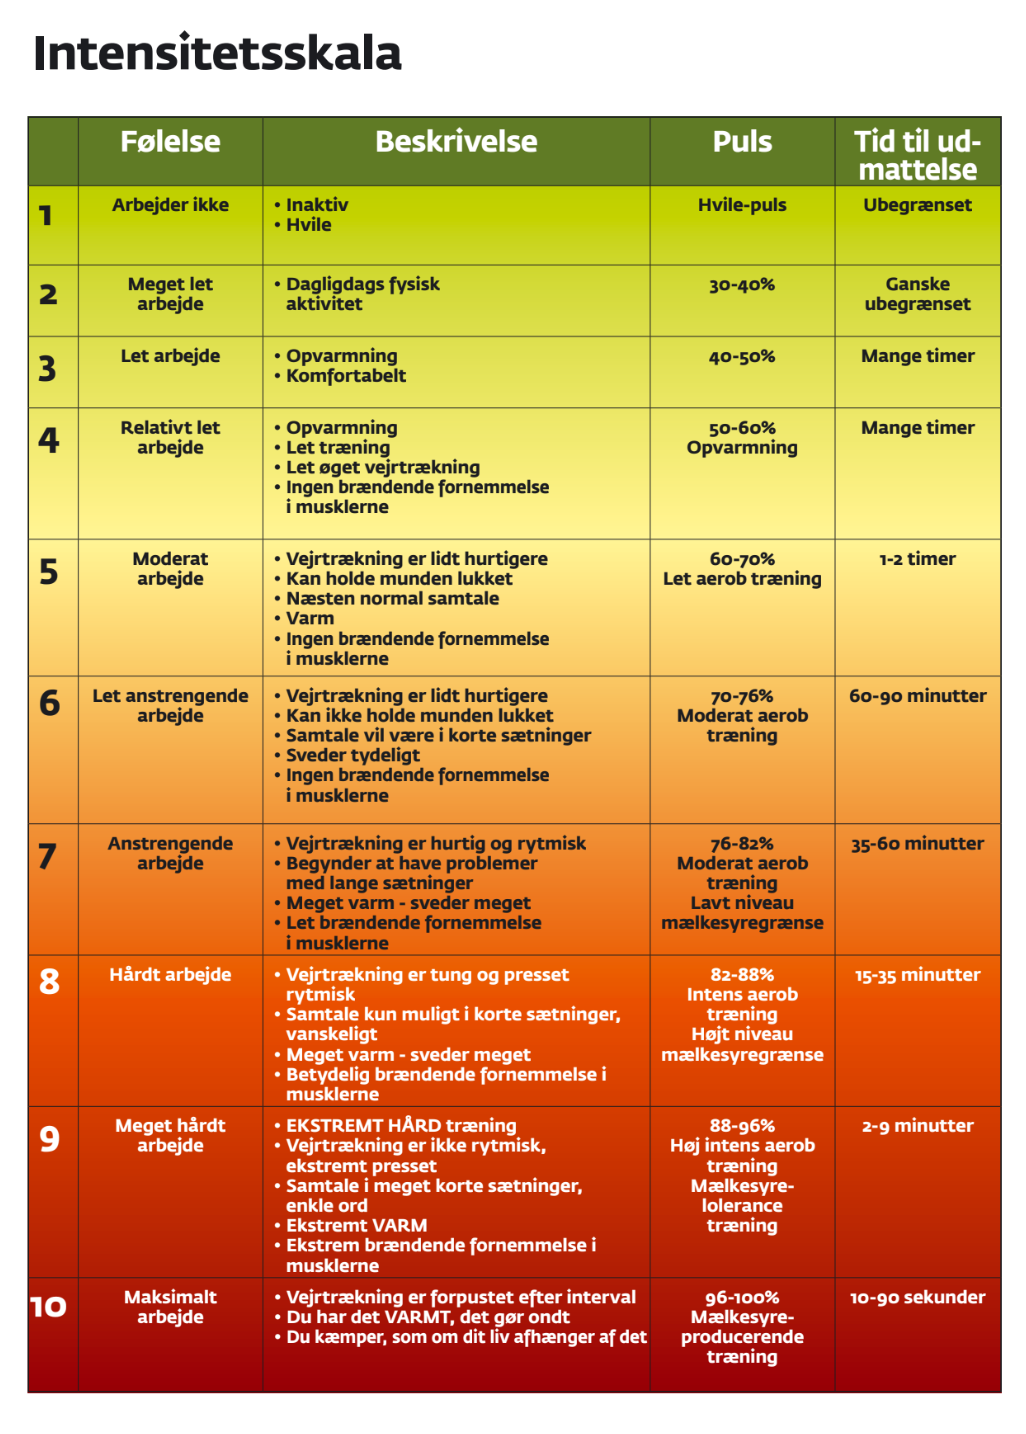 Intensitetsskala
Følelse
Beskrivelse
Puls
Tid til ud-
mattelse
1
Arbejder ikke
• Inaktiv
• Hvile
Hvile-puls
Ubegrænset
2
Meget let
arbejde
• Dagligdags fysisk
aktivitet
30-40%
Ganske
ubegrænset
3
Let arbejde
• Opvarmning
• Komfortabelt
40-50%
Mange timer
4
Relativt let
arbejde
• Opvarmning
• Let træning
• Let øget vejrtrækning
• Ingen brændende fornemmelse
i musklerne
50-60%
Opvarmning
Mange timer
5
Moderat
arbejde
• Vejrtrækning er lidt hurtigere
• Kan holde munden lukket
• Næsten normal samtale
• Varm
• Ingen brændende fornemmelse
i musklerne
60-70%
Let aerob træning
1-2 timer
6
Let anstrengende
arbejde
• Vejrtrækning er lidt hurtigere
• Kan ikke holde munden lukket
• Samtale vil være i korte sætninger
• Sveder tydeligt
• Ingen brændende fornemmelse
i musklerne
70-76%
Moderat aerob
træning
60-90 minutter
7
Anstrengende
arbejde
• Vejrtrækning er hurtig og rytmisk
• Begynder at have problemer
med lange sætninger
• Meget varm - sveder meget
• Let brændende fornemmelse
i musklerne
76-82%
Moderat aerob
træning
Lavt niveau
mælkesyregrænse
35-60 minutter
8
Hårdt arbejde
• Vejrtrækning er tung og presset
rytmisk
• Samtale kun muligt i korte sætninger,
vanskeligt
• Meget varm - sveder meget
• Betydelig brændende fornemmelse i
musklerne
82-88%
Intens aerob
træning
Højt niveau
mælkesyregrænse
15-35 minutter
9
Meget hårdt
arbejde
• EKSTREMT HÅRD træning
• Vejrtrækning er ikke rytmisk,
ekstremt presset
• Samtale i meget korte sætninger,
enkle ord
• Ekstremt VARM
• Ekstrem brændende fornemmelse i
musklerne
88-96%
Høj intens aerob
træning
Mælkesyre-
lolerance
træning
2-9 minutter
10
Maksimalt
arbejde
• Vejrtrækning er forpustet efter interval
• Du har det VARMT, det gør ondt
• Du kæmper, som om dit liv afhænger af det
96-100%
Mælkesyre-
producerende
træning
10-90 sekunder